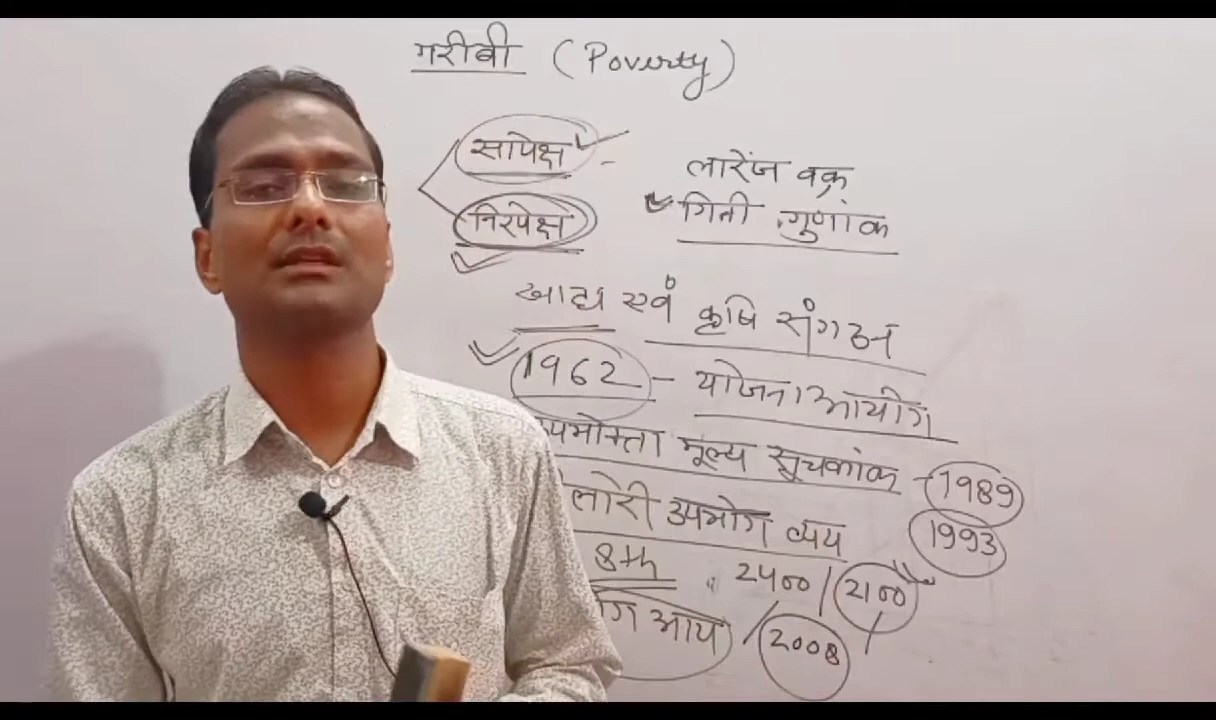 गरीबी (Poverty)
सापेक्ष -
लारेंज वक्र
गिनी गुणांक
निरपेक्ष
खाद्य एवं कृषि संगठन
1962 - योजना आयोग
उपभोक्ता मूल्य सूचकांक - 1989
लोरी उपभोग व्यय 1993
8th 2400/2100
आय 2008